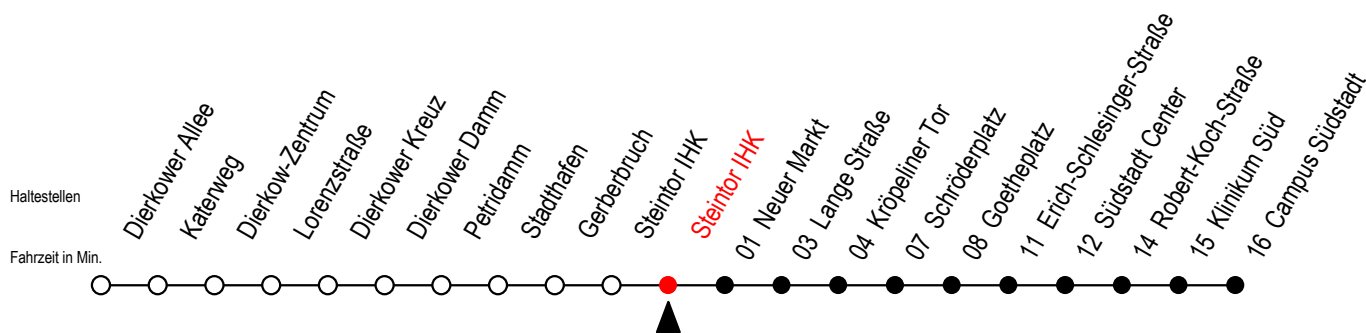 Haltestellen
Fahrzeit in Min.
Dierkower Allee
Katerweg
Dierkow-Zentrum
Lorenzstraße
Dierkower Kreuz
Dierkower Damm
Petridamm
Stadthafen
Gerberbruch
Steintor IHK
Steintor IHK
01 Neuer Markt
03 Lange Straße
04 Kröpeliner Tor
07 Schröderplatz
08 Goetheplatz
11 Erich-Schlesinger-Straße
12 Südstadt Center
14 Robert-Koch-Straße
15 Klinikum Süd
16 Campus Südstadt